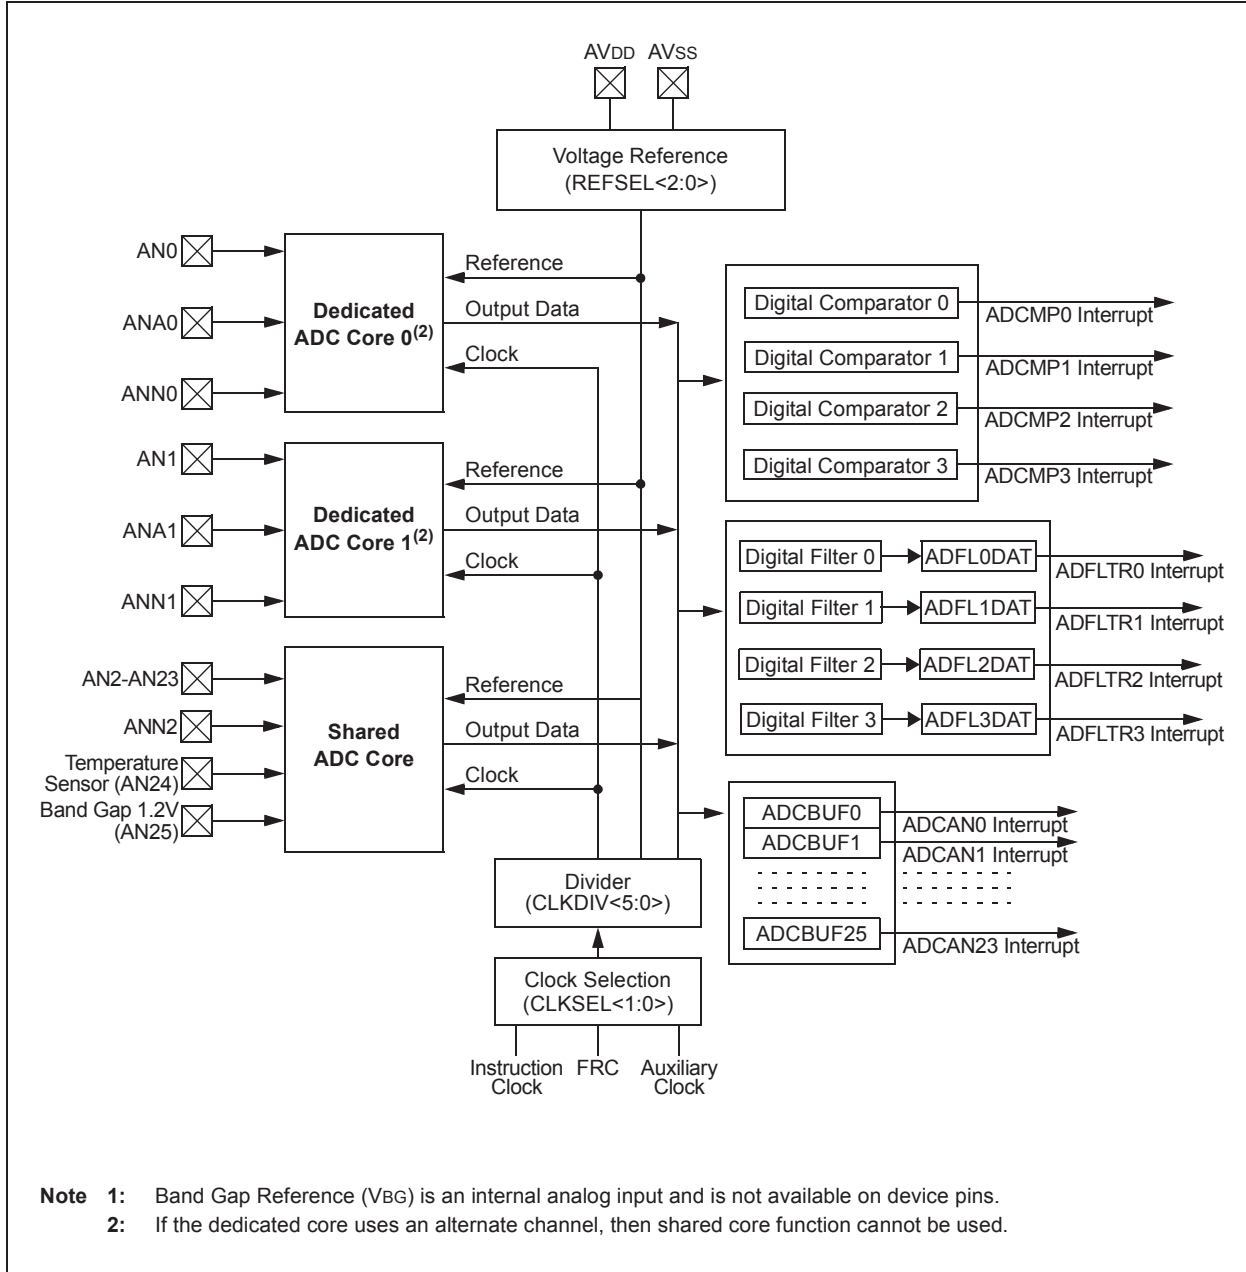 AVDD AVSS
Voltage Reference
(REFSEL<2:0>)
AN0
ANA0
ANN0
Dedicated
ADC Core 0(2)
Reference
Output Data
Clock
AN1
ANA1
ANN1
Dedicated
ADC Core 1(2)
Reference
Output Data
Clock
AN2-AN23
ANN2
Temperature
Sensor (AN24)
Band Gap 1.2V
(AN25)
Shared
ADC Core
Reference
Output Data
Clock
Digital Comparator 0
ADCMP0 Interrupt
Digital Comparator 1
ADCMP1 Interrupt
Digital Comparator 2
ADCMP2 Interrupt
Digital Comparator 3
ADCMP3 Interrupt
Digital Filter 0
ADFL0DAT
ADFLTR0 Interrupt
Digital Filter 1
ADFL1DAT
ADFLTR1 Interrupt
Digital Filter 2
ADFL2DAT
ADFLTR2 Interrupt
Digital Filter 3
ADFL3DAT
ADFLTR3 Interrupt
ADCBUF0
ADCAN0 Interrupt
ADCBUF1
ADCAN1 Interrupt
ADCBUF25
ADCAN23 Interrupt
Divider
(CLKDIV<5:0>)
Clock Selection
(CLKSEL<1:0>)
Instruction
Clock
FRC
Auxiliary
Clock
Note 1: Band Gap Reference (VBG) is an internal analog input and is not available on device pins.
2: If the dedicated core uses an alternate channel, then shared core function cannot be used.